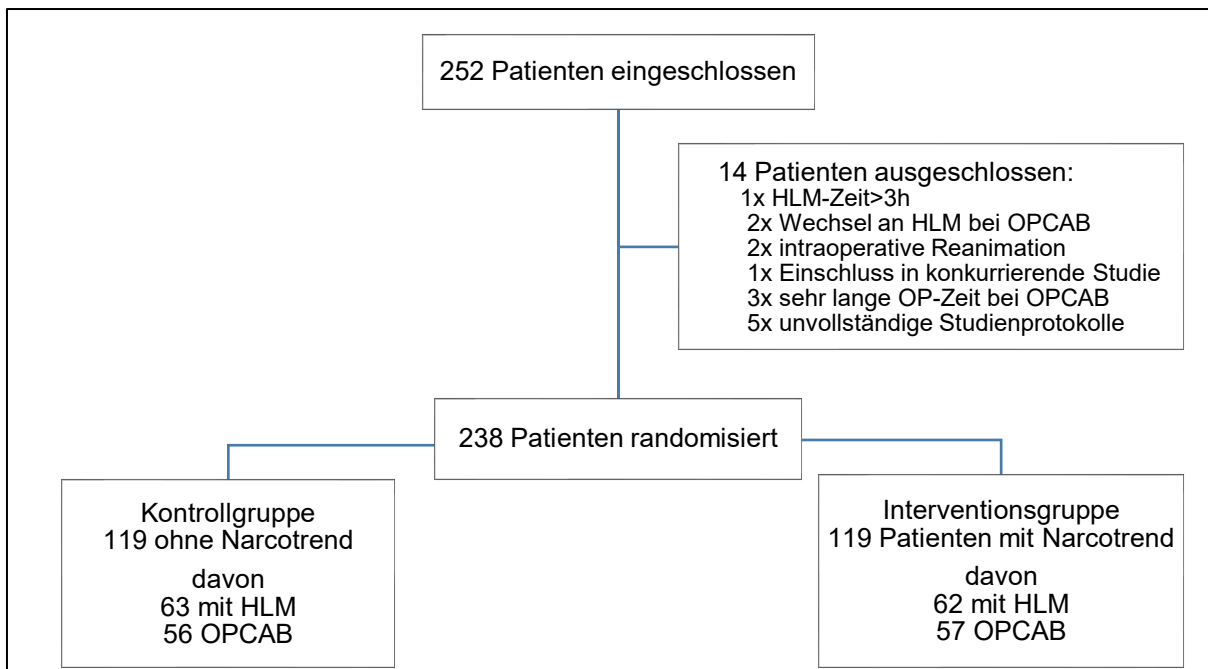 252 Patienten eingeschlossen
14 Patienten ausgeschlossen:
1x HLM-Zeit>3h
2x Wechsel an HLM bei OPCAB
2x intraoperative Reanimation
1x Einschluss in konkurrierende Studie
3x sehr lange OP-Zeit bei OPCAB
5x unvollständige Studienprotokolle
238 Patienten randomisiert
Kontrollgruppe
119 ohne Narcotrend
davon
63 mit HLM
56 OPCAB
Interventionsgruppe
119 Patienten mit Narcotrend
davon
62 mit HLM
57 OPCAB